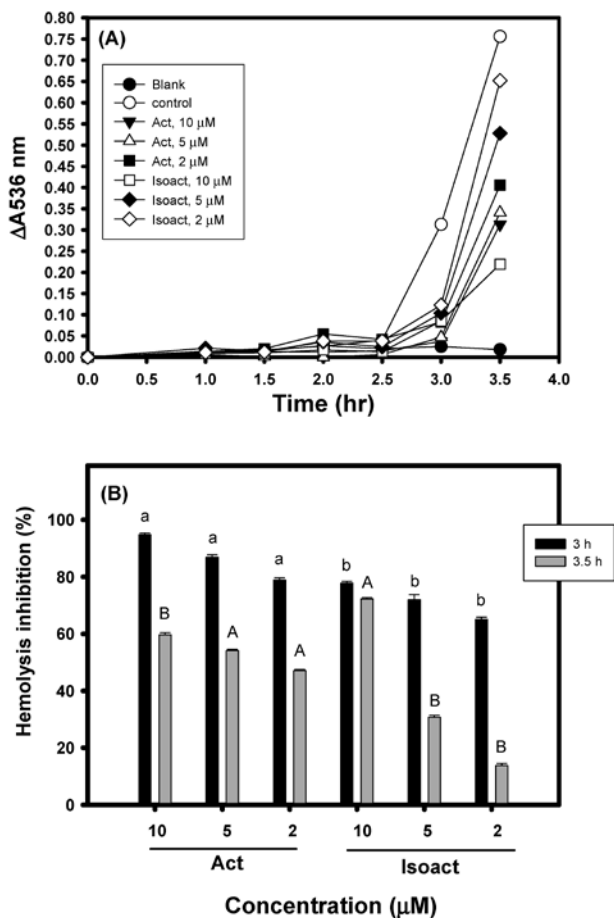 (A)
0.80
0.75
0.70
0.65
0.60
0.55
0.50
0.45
0.40
0.35
0.30
0.25
0.20
0.15
0.10
0.05
0.00
ΔA536 nm
Blank
control
Act, 10 μM
Act, 5 μM
Act, 2 μM
Isoact, 10 μM
Isoact, 5 μM
Isoact, 2 μM
0.0 0.5 1.0 1.5 2.0 2.5 3.0 3.5 4.0
Time (hr)
(B)
100
80
60
40
20
0
Hemolysis inhibition (%)
3 h
3.5 h
a a a b b b
B A A A B B
10 5 2 10 5 2
Act Isoact
Concentration (μM)